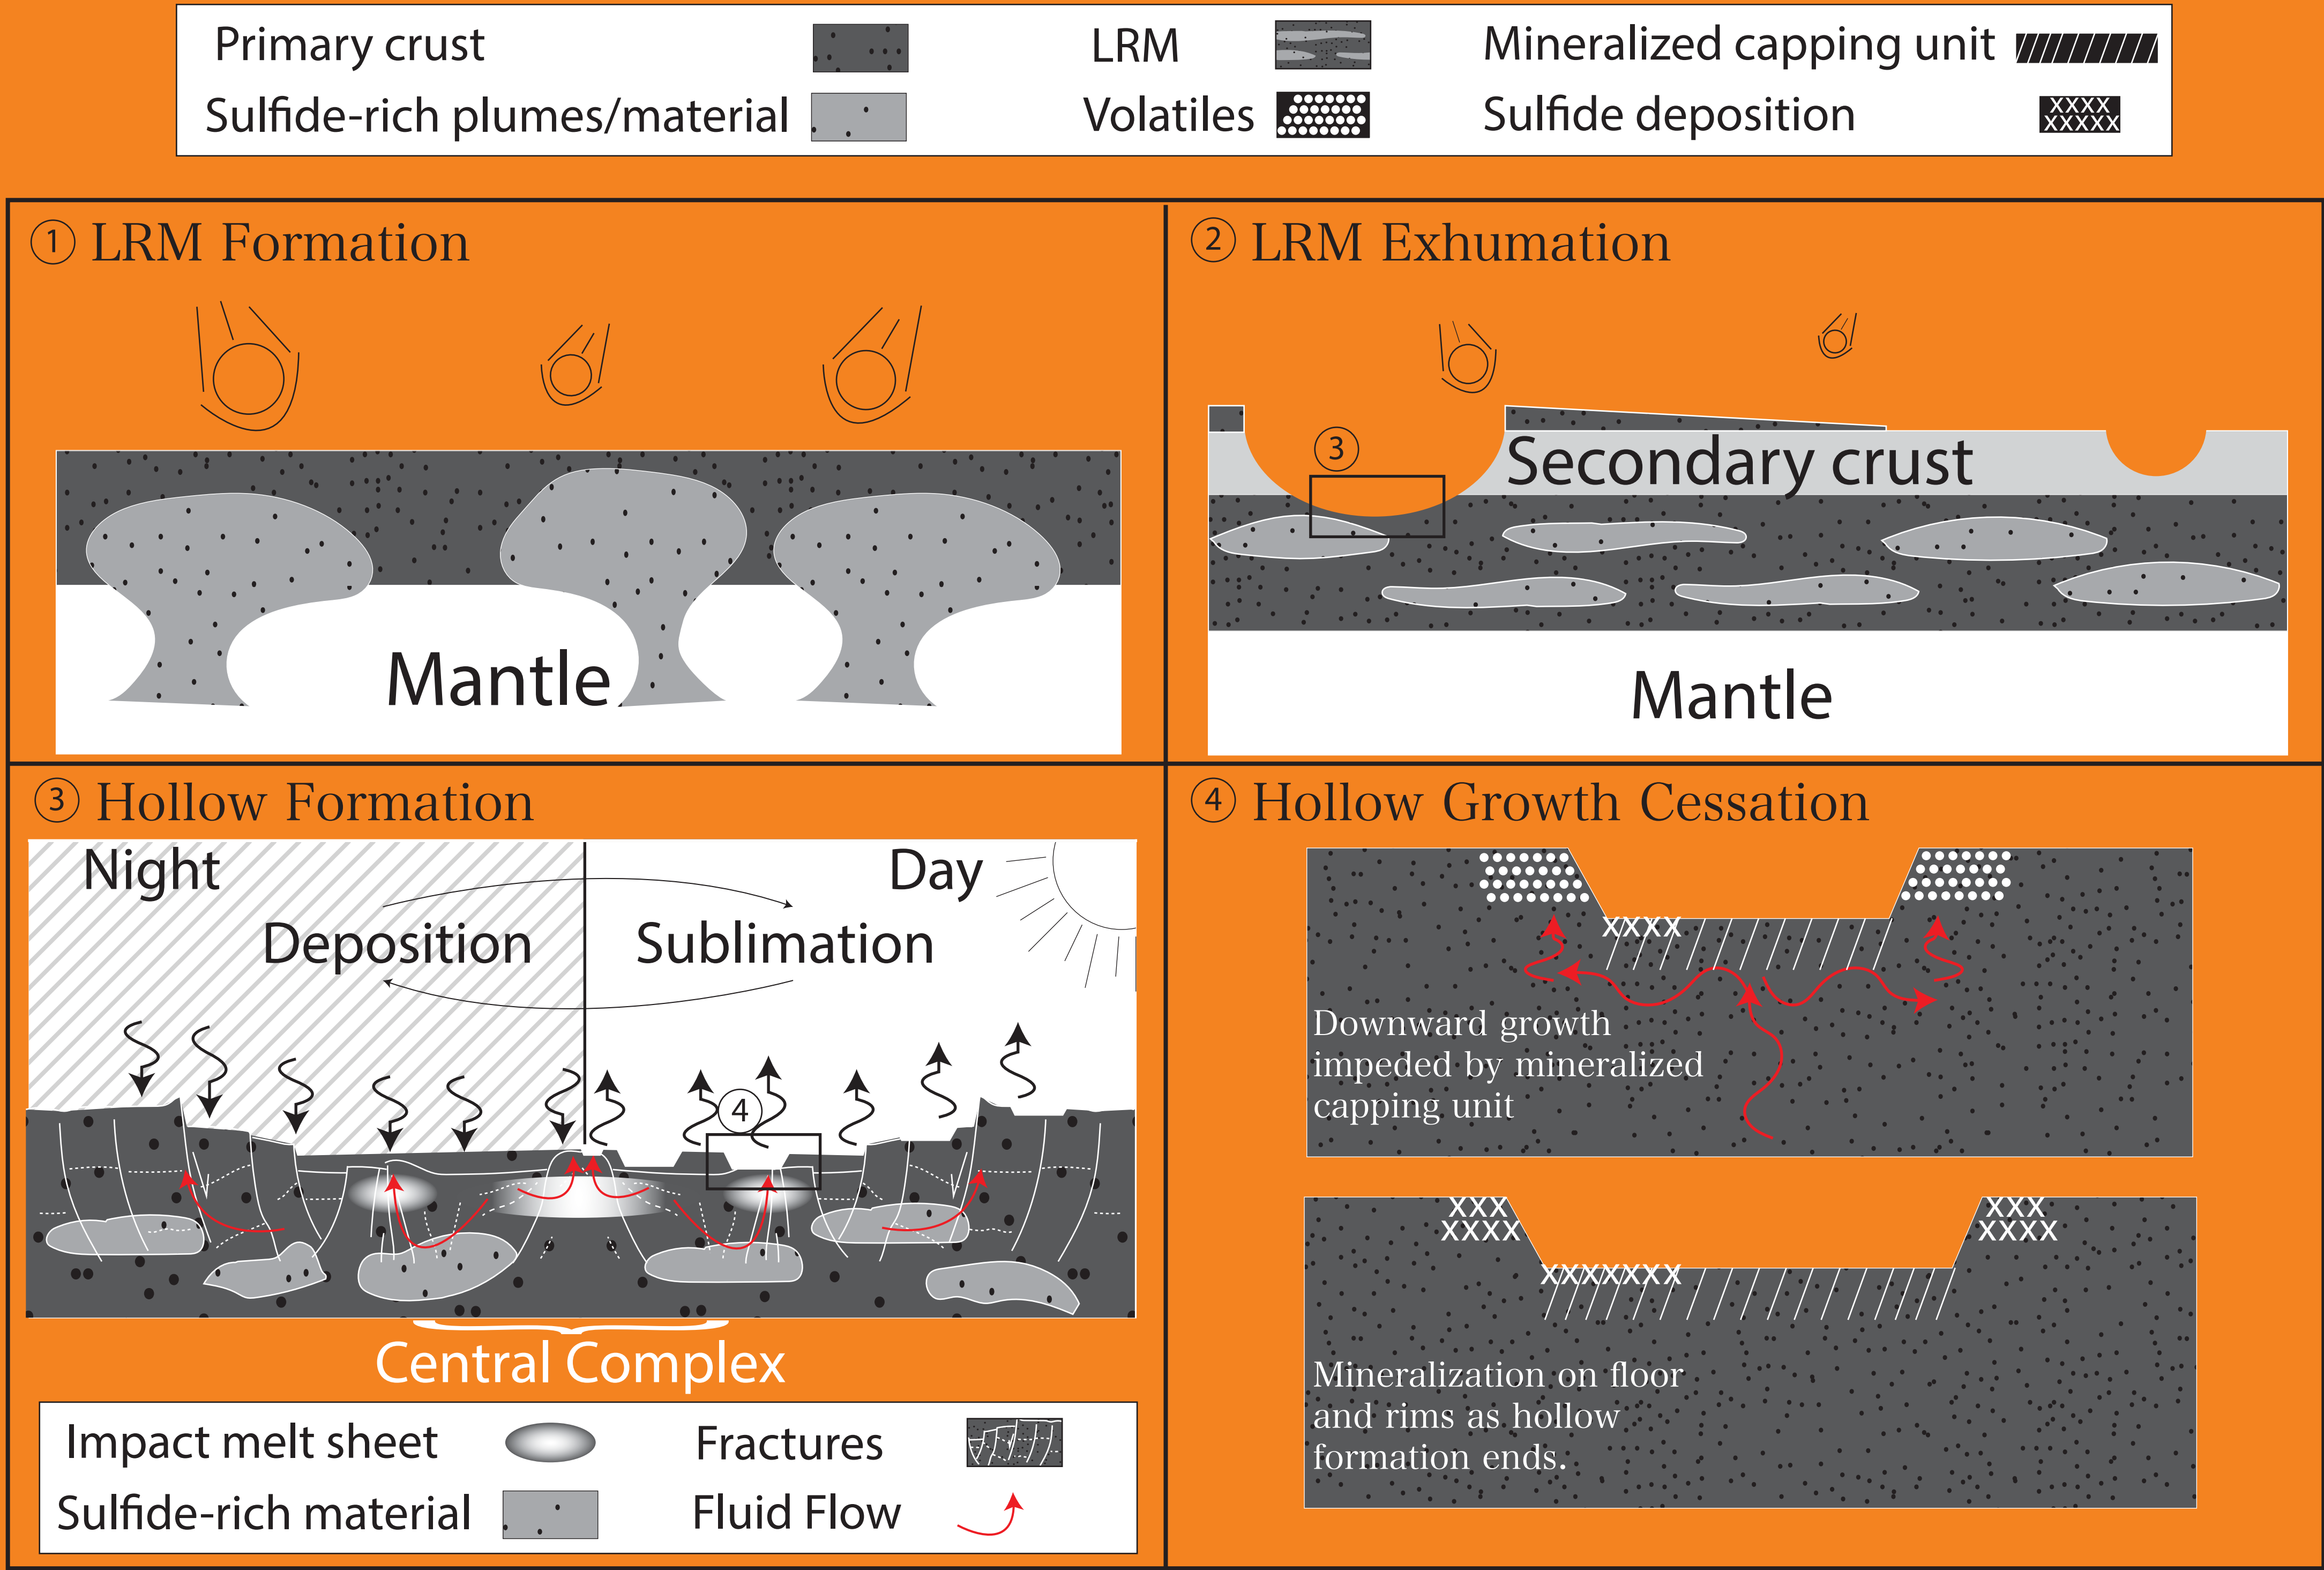 Primary crust
LRM
Mineralized capping unit
Sulfide-rich plumes/material
Volatiles
Sulfide deposition
XXXX
XXXXX
1 LRM Formation
Mantle
2 LRM Exhumation
3
Secondary crust
Mantle
3 Hollow Formation
Night
Day
Deposition
Sublimation
4
Central Complex
Impact melt sheet
Fractures
Sulfide-rich material
Fluid Flow
4 Hollow Growth Cessation
XXXX
Downward growth
impeded by mineralized
capping unit
XXX
XXX
XXXX
XXXX
XXXXXXX
Mineralization on floor
and rims as hollow
formation ends.